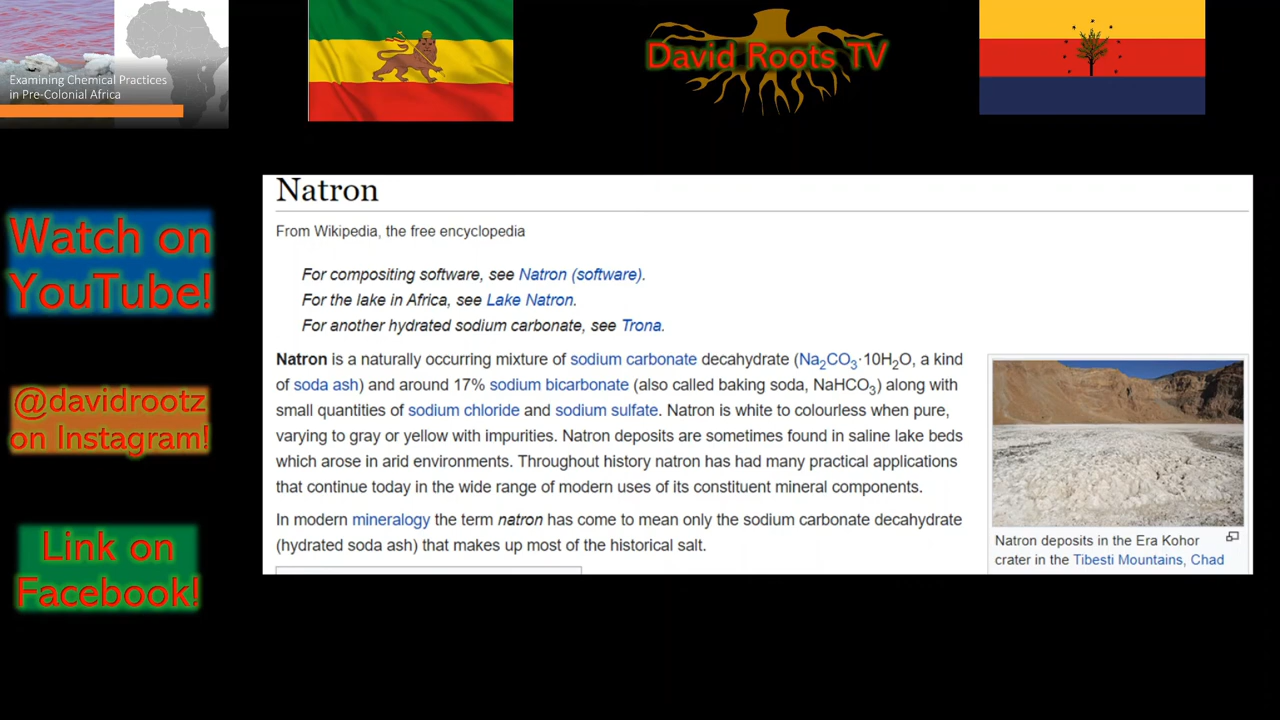 Examining Chemical Practices
in Pre-Colonial Africa
David Roots TV
Watch on
YouTube!
@davidrootz
on Instagram!
Link on
Facebook!
Natron
From Wikipedia, the free encyclopedia
For compositing software, see Natron (software).
For the lake in Africa, see Lake Natron.
For another hydrated sodium carbonate, see Trona.
Natron is a naturally occurring mixture of sodium carbonate decahydrate (Na₂CO₃·10H₂O, a kind
of soda ash) and around 17% sodium bicarbonate (also called baking soda, NaHCO₃) along with
small quantities of sodium chloride and sodium sulfate. Natron is white to colourless when pure,
varying to gray or yellow with impurities. Natron deposits are sometimes found in saline lake beds
which arose in arid environments. Throughout history natron has had many practical applications
that continue today in the wide range of modern uses of its constituent mineral components.
In modern mineralogy the term natron has come to mean only the sodium carbonate decahydrate
(hydrated soda ash) that makes up most of the historical salt.
Natron deposits in the Era Kohor
crater in the Tibesti Mountains, Chad